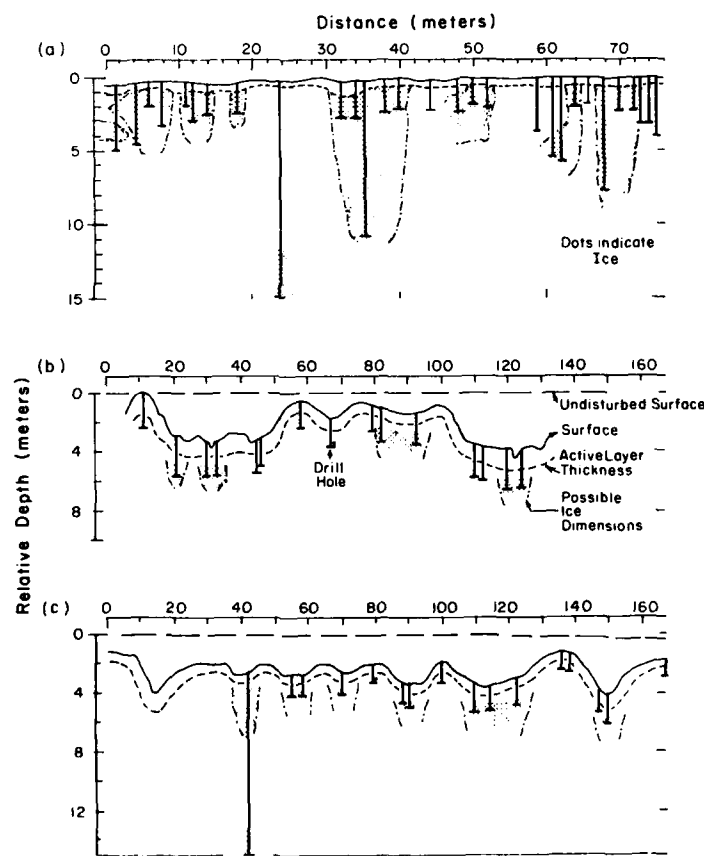 Distance (meters)
(a) 0 10 20 30 40 50 60 70
0
5
10
15
Dots indicate
Ice
(b) 0 20 40 60 80 100 120 140 160
0
4
8
Undisturbed Surface
Surface
Active Layer
Thickness
Drill
Hole
Possible
Ice
Dimensions
Relative Depth (meters)
(c) 0 20 40 60 80 100 120 140 160
0
4
8
12